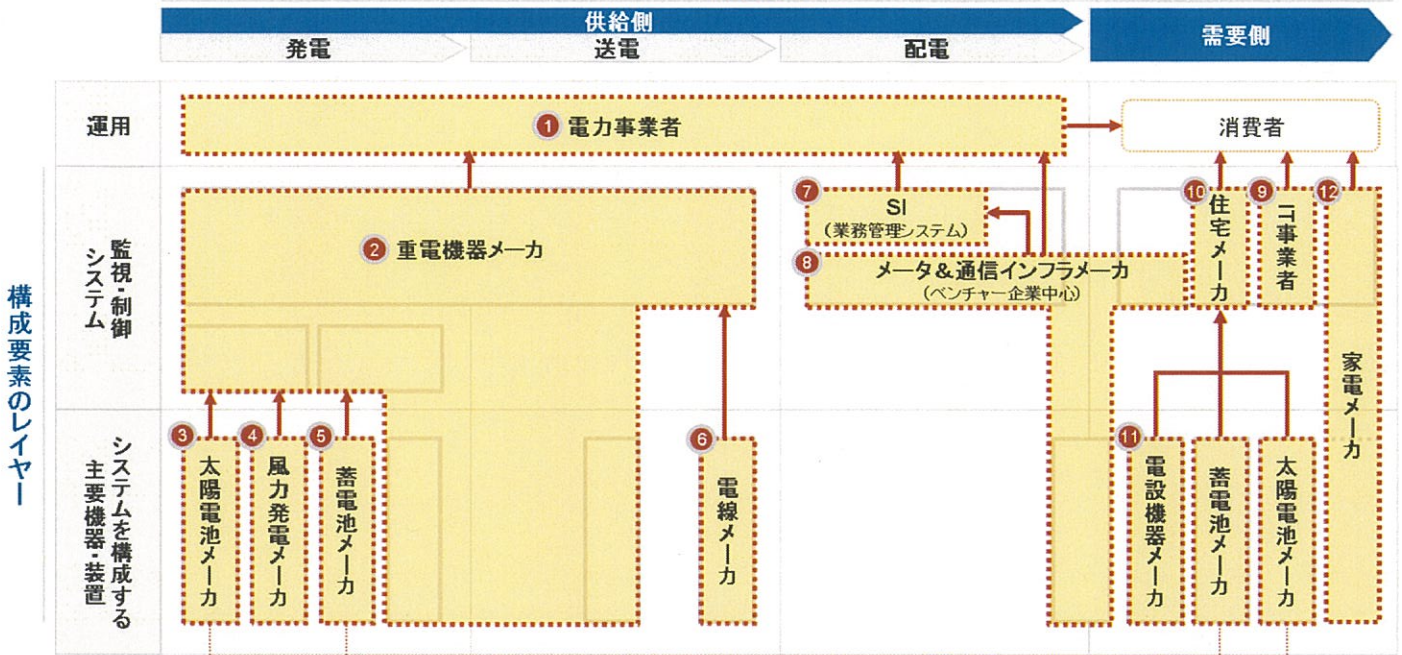 供給側
需要側
発電
送電
配電
運用
① 電力事業者
消費者
構成要素のレイヤー
監視・制御
システム
② 重電機器メーカ
⑦ SI
(業務管理システム)
⑧ メータ&通信インフラメーカ
(ベンチャー企業中心)
⑩ 住宅メーカ
⑨ IT事業者
⑫ 家電メーカ
システムを構成する
主要機器・装置
③ 太陽電池メーカ
④ 風力発電メーカ
⑤ 蓄電池メーカ
⑥ 電線メーカ
⑪ 電設機器メーカ
蓄電池メーカ
太陽電池メーカ